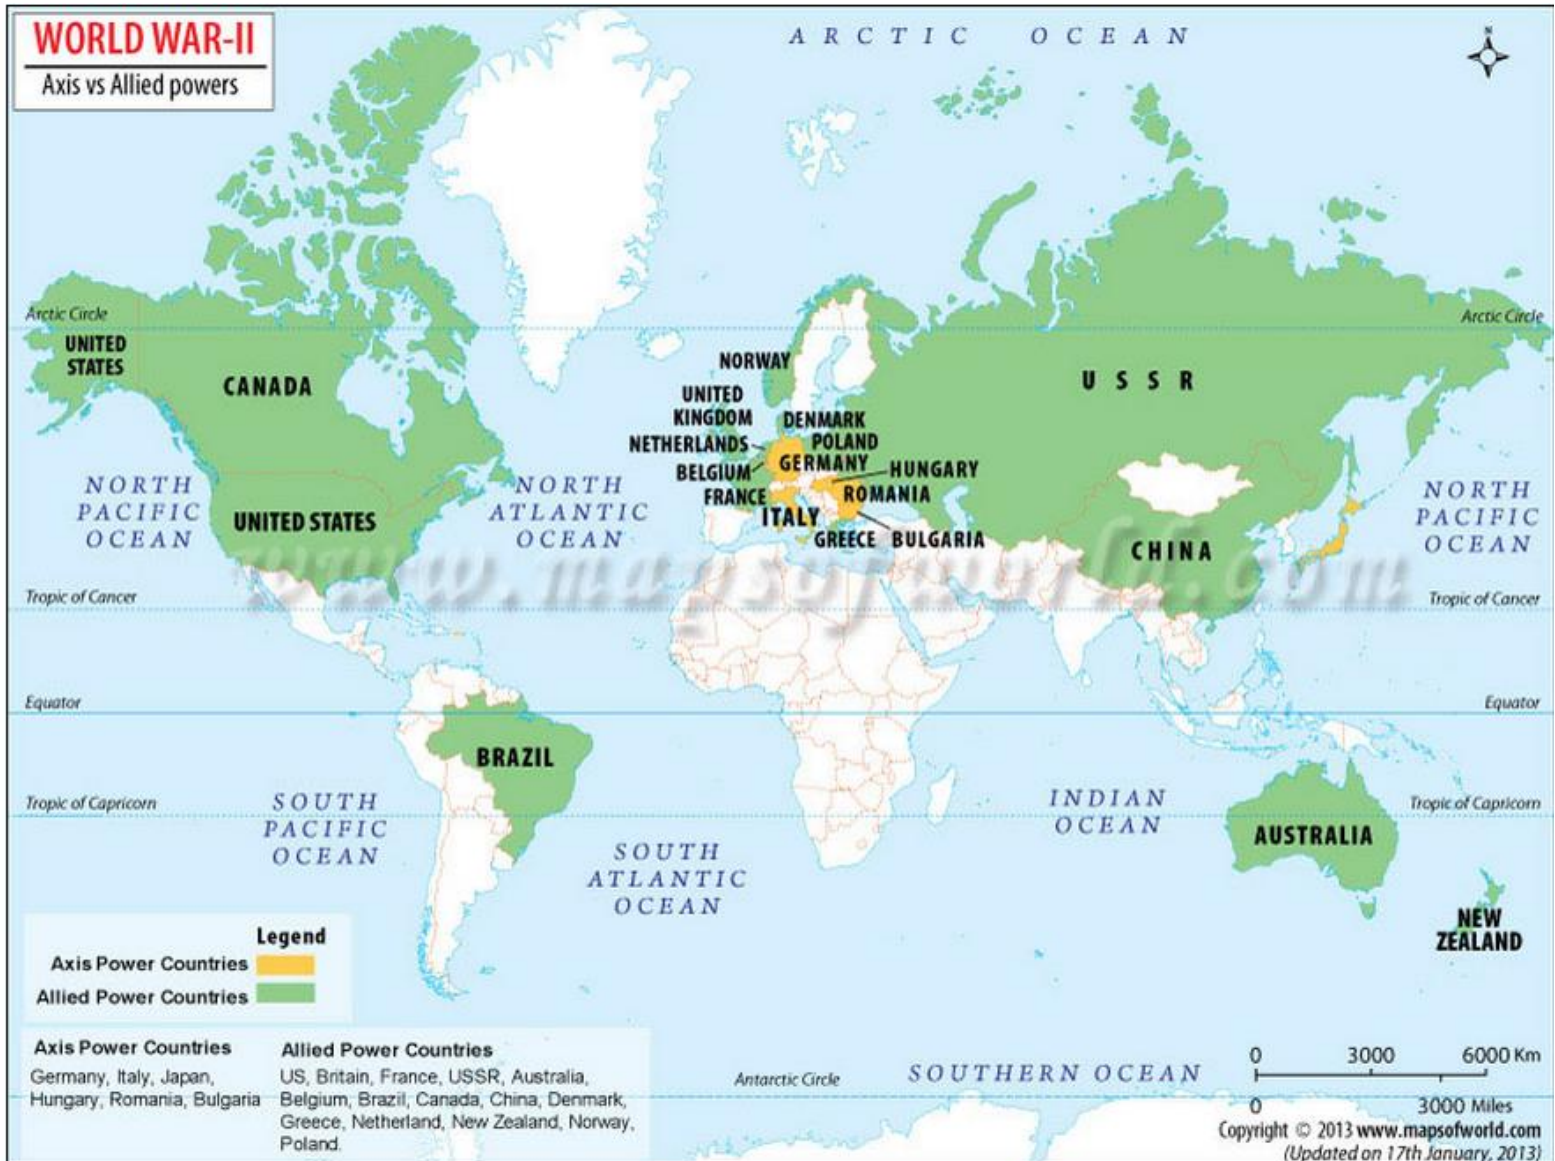 WORLD WAR-II
Axis vs Allied powers
ARCTIC OCEAN
N
Arctic Circle
Arctic Circle
UNITED
STATES
CANADA
NORWAY
USSR
UNITED
KINGDOM
DENMARK
NETHERLANDS
POLAND
BELGIUM
GERMANY
HUNGARY
FRANCE
ROMANIA
ITALY
GREECE
BULGARIA
NORTH
PACIFIC
OCEAN
UNITED STATES
NORTH
ATLANTIC
OCEAN
CHINA
NORTH
PACIFIC
OCEAN
www.mapsofworld.com
Tropic of Cancer
Tropic of Cancer
Equator
Equator
BRAZIL
Tropic of Capricorn
Tropic of Capricorn
SOUTH
PACIFIC
OCEAN
SOUTH
ATLANTIC
OCEAN
INDIAN
OCEAN
AUSTRALIA
NEW
ZEALAND
Legend
Axis Power Countries
Allied Power Countries
Axis Power Countries
Germany, Italy, Japan,
Hungary, Romania, Bulgaria
Allied Power Countries
US, Britain, France, USSR, Australia,
Belgium, Brazil, Canada, China, Denmark,
Greece, Netherland, New Zealand, Norway,
Poland.
Antarctic Circle
SOUTHERN OCEAN
0 3000 6000 Km
0 3000 Miles
Copyright © 2013 www.mapsofworld.com
(Updated on 17th January, 2013)